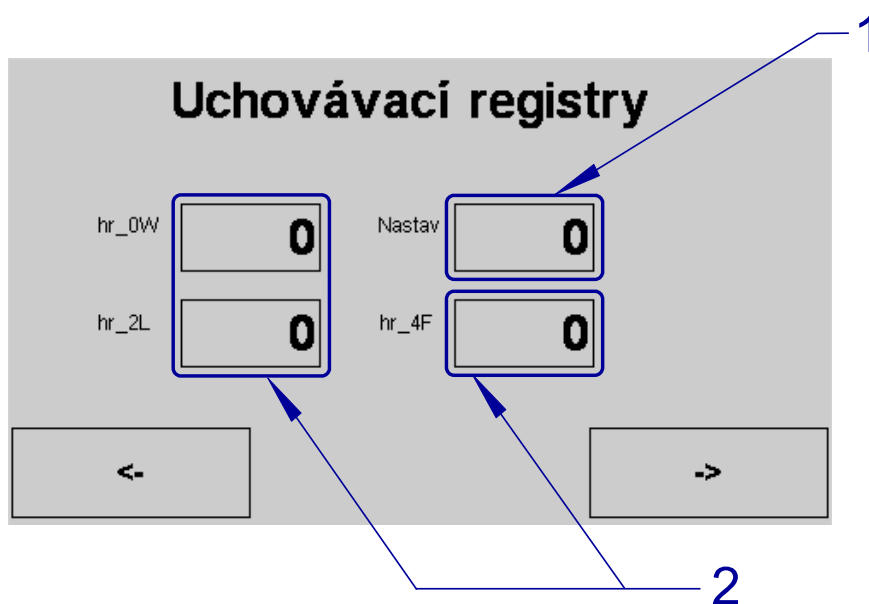 1
Uchovávací registry
hr_0W 0 Nastav 0
hr_2L 0 hr_4F 0
<- ->
2